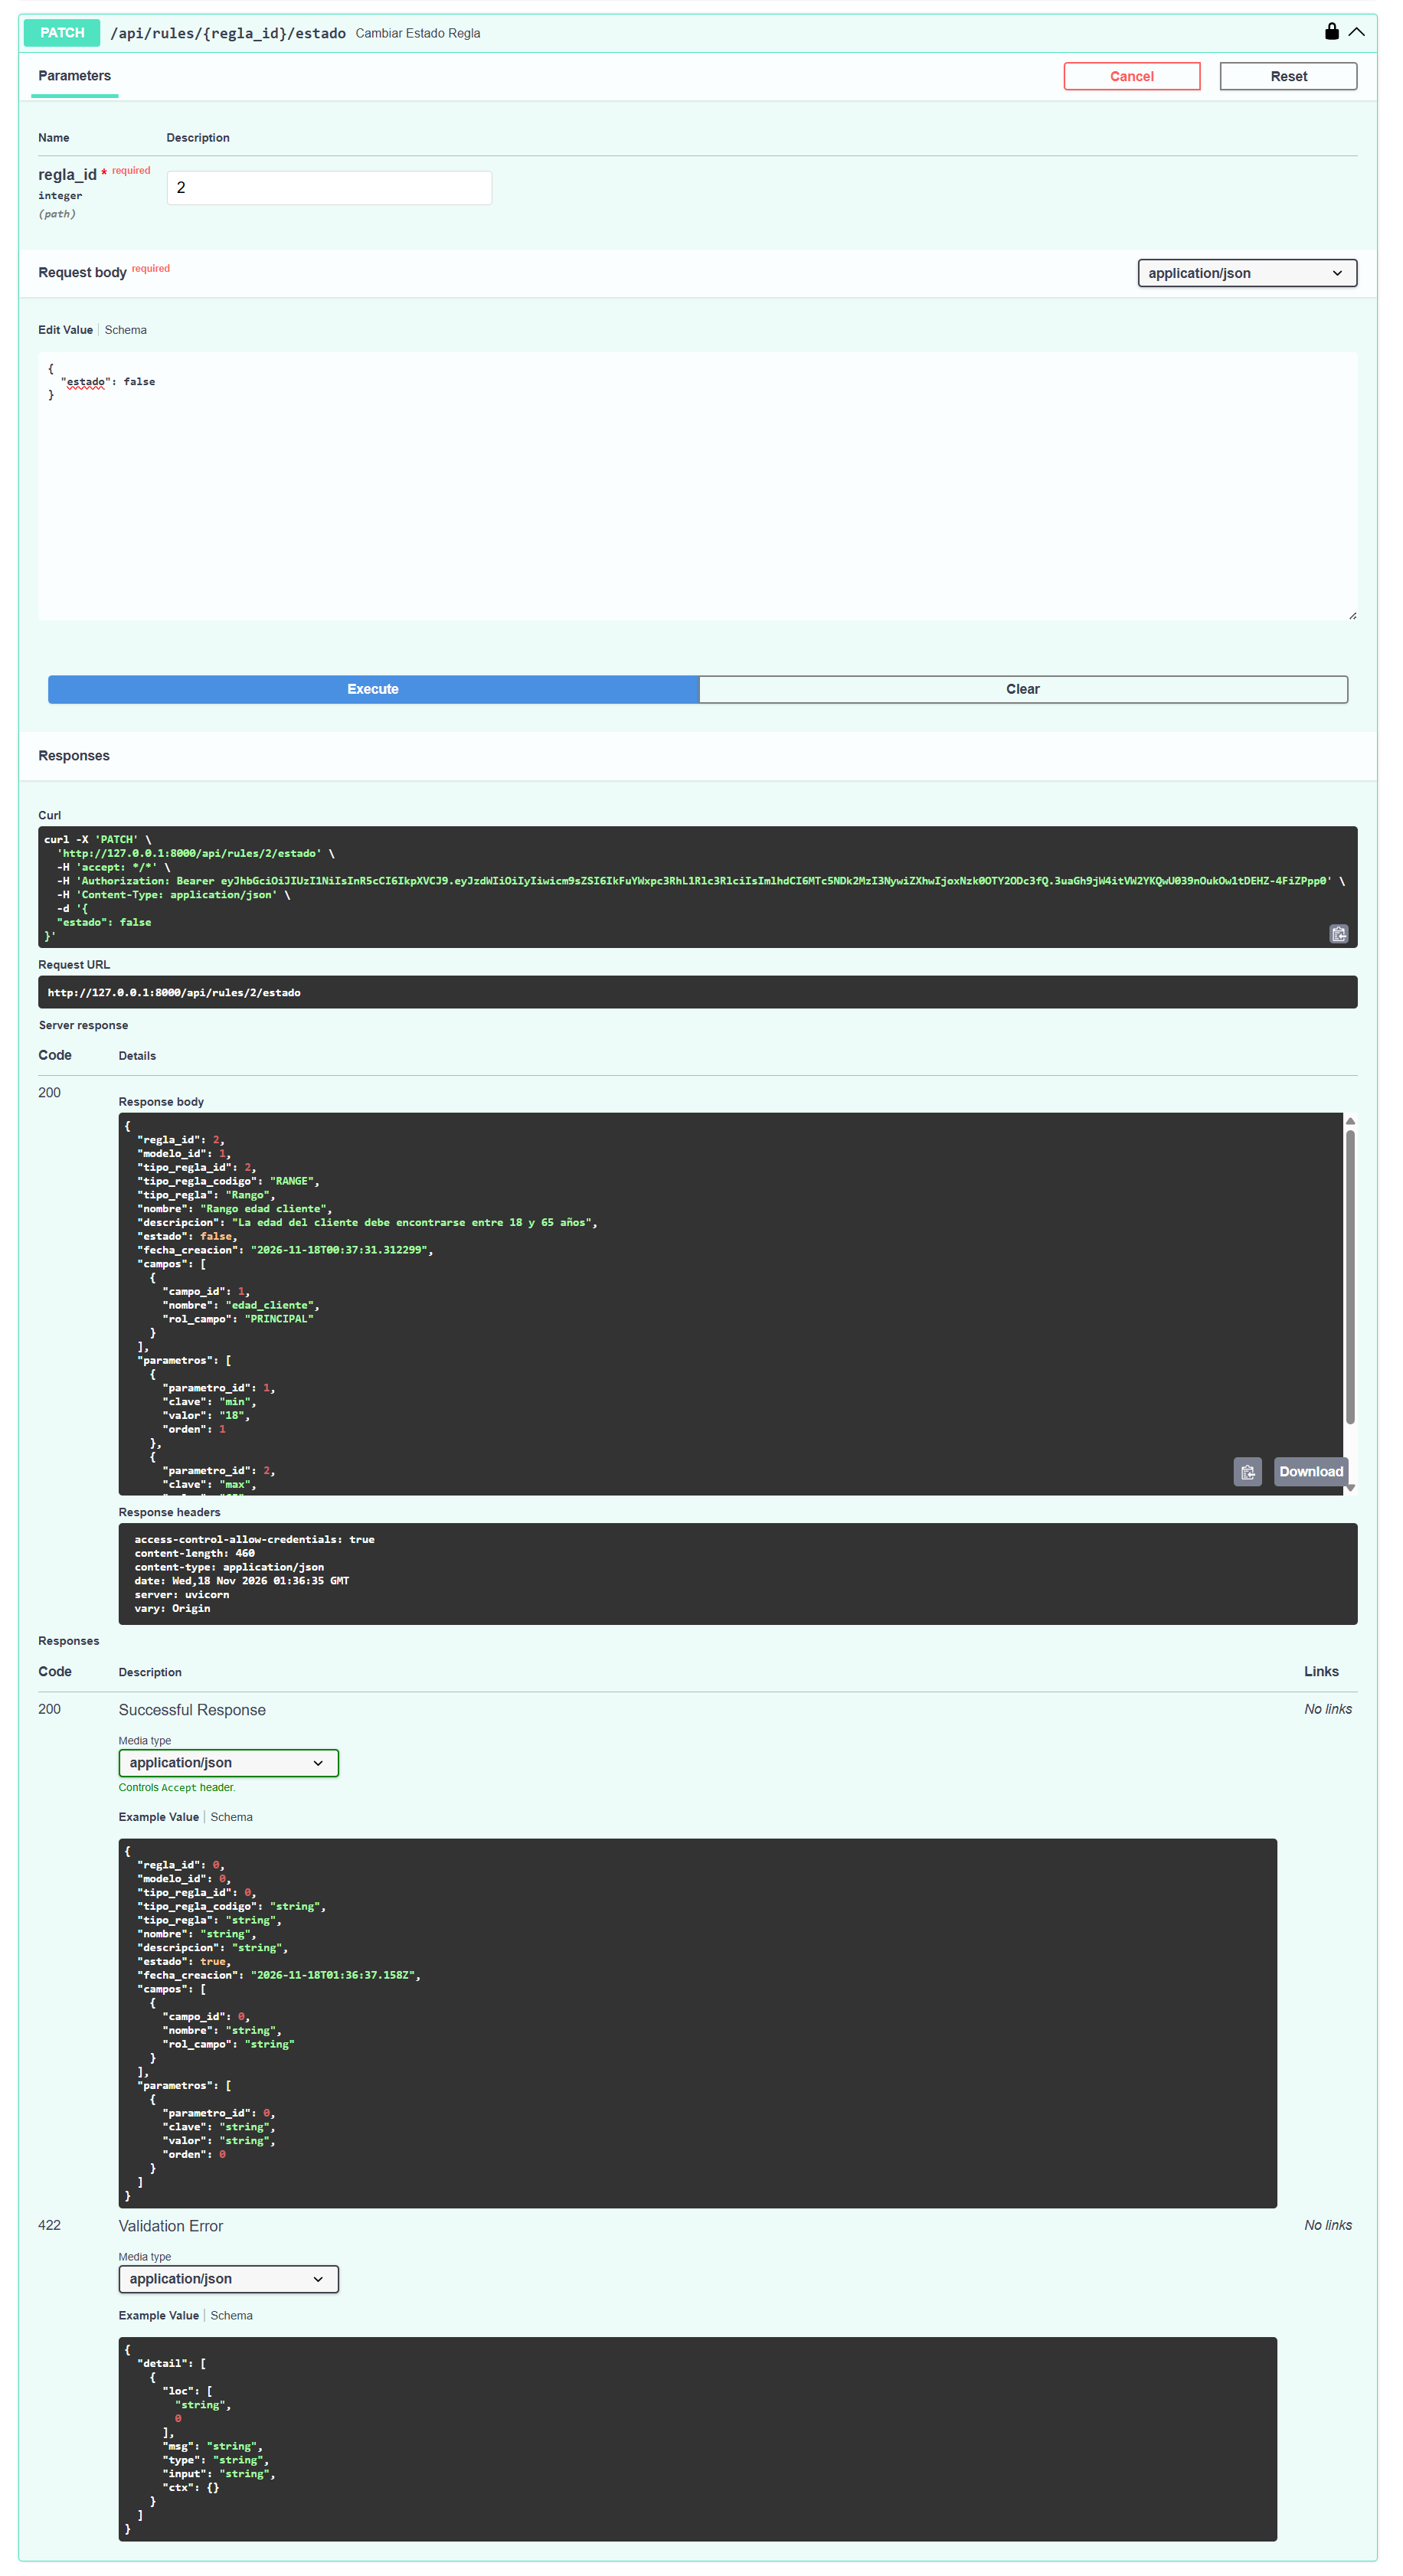 PATCH /api/rules/{regla_id}/estado Cambiar Estado Regla
Parameters
Cancel
Reset
Name Description
regla_id * required
integer
(path)
2
Request body required
application/json
Edit Value | Schema
{
  "estado": false
}
Execute
Clear
Responses
Curl
curl -X 'PATCH' \
  'http://127.0.0.1:8000/api/rules/2/estado' \
  -H 'accept: */*' \
  -H 'Authorization: Bearer eyJhbGciOiJIUzI1NiIsInR5cCI6IkpXVCJ9.eyJzdWIiOiIyIiwicm9sZSI6IkFuYWxpc3RhL1Rlc3RlciIsImlhdCI6MTc5NDk2MzI3NywiZXhwIjoxNzk0OTY2ODc3fQ.3uaGh9jW4itVW2YKQwU039nOukOw1tDEHZ-4FiZPpp0' \
  -H 'Content-Type: application/json' \
  -d '{
  "estado": false
}'
Request URL
http://127.0.0.1:8000/api/rules/2/estado
Server response
Code Details
200
Response body
{
  "regla_id": 2,
  "modelo_id": 1,
  "tipo_regla_id": 2,
  "tipo_regla_codigo": "RANGE",
  "tipo_regla": "Rango",
  "nombre": "Rango edad cliente",
  "descripcion": "La edad del cliente debe encontrarse entre 18 y 65 años",
  "estado": false,
  "fecha_creacion": "2026-11-18T00:37:31.312299",
  "campos": [
    {
      "campo_id": 1,
      "nombre": "edad_cliente",
      "rol_campo": "PRINCIPAL"
    }
  ],
  "parametros": [
    {
      "parametro_id": 1,
      "clave": "min",
      "valor": "18",
      "orden": 1
    },
    {
      "parametro_id": 2,
      "clave": "max",
Download
Response headers
access-control-allow-credentials: true
content-length: 460
content-type: application/json
date: Wed,18 Nov 2026 01:36:35 GMT
server: uvicorn
vary: Origin
Responses
Code Description Links
200 Successful Response No links
Media type
application/json
Controls Accept header.
Example Value | Schema
{
  "regla_id": 0,
  "modelo_id": 0,
  "tipo_regla_id": 0,
  "tipo_regla_codigo": "string",
  "tipo_regla": "string",
  "nombre": "string",
  "descripcion": "string",
  "estado": true,
  "fecha_creacion": "2026-11-18T01:36:37.158Z",
  "campos": [
    {
      "campo_id": 0,
      "nombre": "string",
      "rol_campo": "string"
    }
  ],
  "parametros": [
    {
      "parametro_id": 0,
      "clave": "string",
      "valor": "string",
      "orden": 0
    }
  ]
}
422 Validation Error No links
Media type
application/json
Example Value | Schema
{
  "detail": [
    {
      "loc": [
        "string",
        0
      ],
      "msg": "string",
      "type": "string",
      "input": "string",
      "ctx": {}
    }
  ]
}